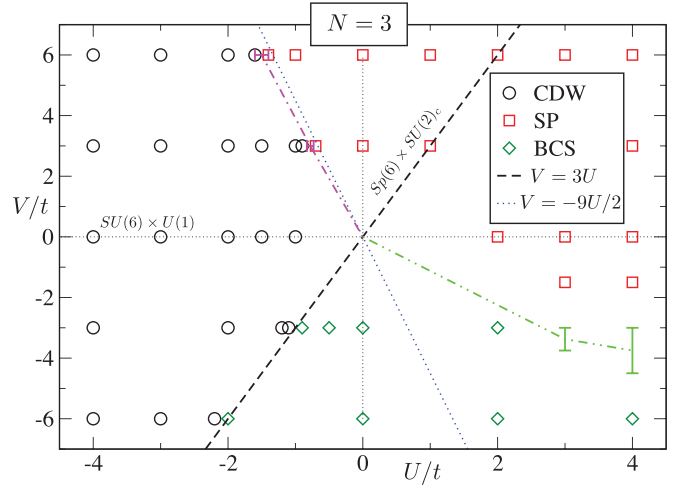 N = 3
6
4
2
0
-2
-4
-6
V/t
-4
-2
0
2
4
U/t
SU(6) × U(1)
Sp(6) × SU(2)c
CDW
SP
BCS
V = 3U
V = −9U/2